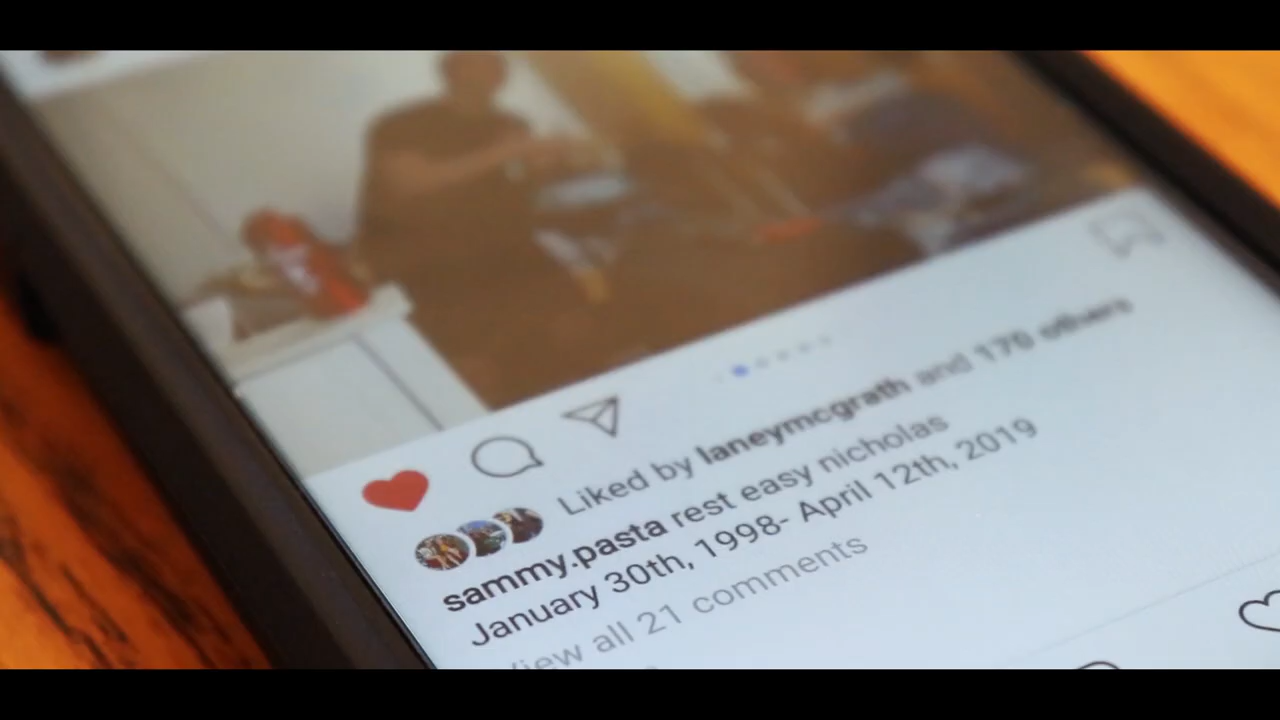 Liked by laneymcgrath and 170 others
sammy.pasta rest easy nicholas
January 30th, 1998- April 12th, 2019
View all 21 comments